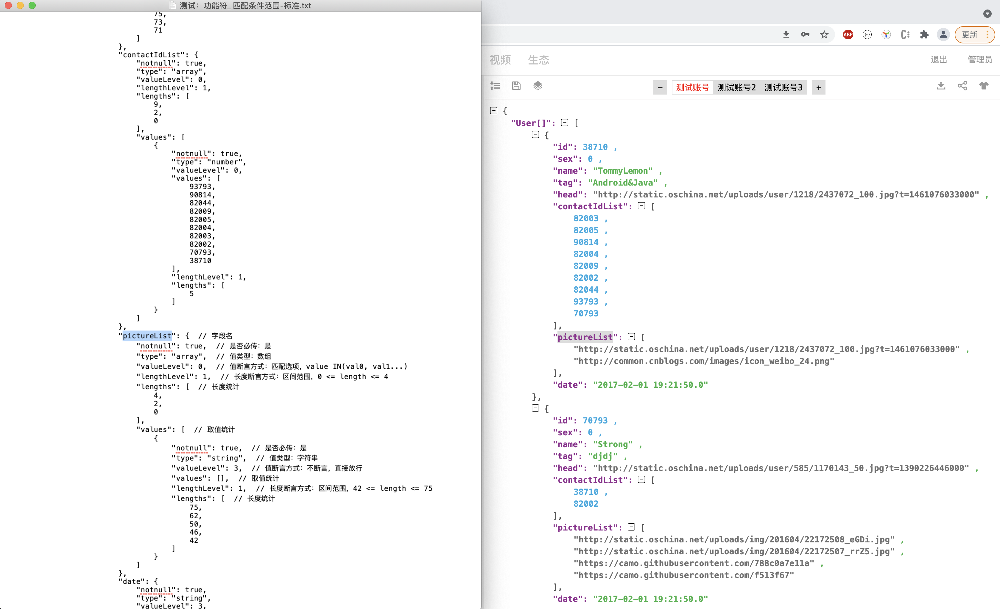 测试：功能符_ 匹配条件范围-标准.txt
75,
73,
71
]
},
"contactIdList": {
"notnull": true,
"type": "array",
"valueLevel": 0,
"lengthLevel": 1,
"lengths": [
9,
2,
0
],
"values": [
{
"notnull": true,
"type": "number",
"valueLevel": 0,
"values": [
93793,
90814,
82044,
82009,
82005,
82004,
82003,
82002,
70793,
38710
],
"lengthLevel": 1,
"lengths": [
5
]
}
]
},
"pictureList": { // 字段名
"notnull": true, // 是否必传：是
"type": "array", // 值类型：数组
"valueLevel": 0, // 值断言方式：匹配选项，value IN(val0, val1...)
"lengthLevel": 1, // 长度断言方式：区间范围，0 <= length <= 4
"lengths": [ // 长度统计
4,
2,
0
],
"values": [ // 取值统计
{
"notnull": true, // 是否必传：是
"type": "string", // 值类型：字符串
"valueLevel": 3, // 值断言方式：不断言，直接放行
"values": [], // 取值统计
"lengthLevel": 1, // 长度断言方式：区间范围，42 <= length <= 75
"lengths": [ // 长度统计
75,
62,
50,
46,
42
]
}
]
},
"date": {
"notnull": true,
"type": "string",
"valueLevel": 3,
ABP
更新
视频 生态 退出 管理员
- 测试账号 测试账号2 测试账号3 +
{
"User[]": [
{
"id": 38710 ,
"sex": 0 ,
"name": "TommyLemon" ,
"tag": "Android&Java" ,
"head": "http://static.oschina.net/uploads/user/1218/2437072_100.jpg?t=1461076033000" ,
"contactIdList": [
82003 ,
82005 ,
90814 ,
82004 ,
82009 ,
82002 ,
82044 ,
93793 ,
70793
],
"pictureList": [
"http://static.oschina.net/uploads/user/1218/2437072_100.jpg?t=1461076033000" ,
"http://common.cnblogs.com/images/icon_weibo_24.png"
],
"date": "2017-02-01 19:21:50.0"
},
{
"id": 70793 ,
"sex": 0 ,
"name": "Strong" ,
"tag": "djdj" ,
"head": "http://static.oschina.net/uploads/user/585/1170143_50.jpg?t=1390226446000" ,
"contactIdList": [
38710 ,
82002
],
"pictureList": [
"http://static.oschina.net/uploads/img/201604/22172508_eGDi.jpg" ,
"http://static.oschina.net/uploads/img/201604/22172507_rrZ5.jpg" ,
"https://camo.githubusercontent.com/788c0a7e11a" ,
"https://camo.githubusercontent.com/f513f67"
],
"date": "2017-02-01 19:21:50.0"